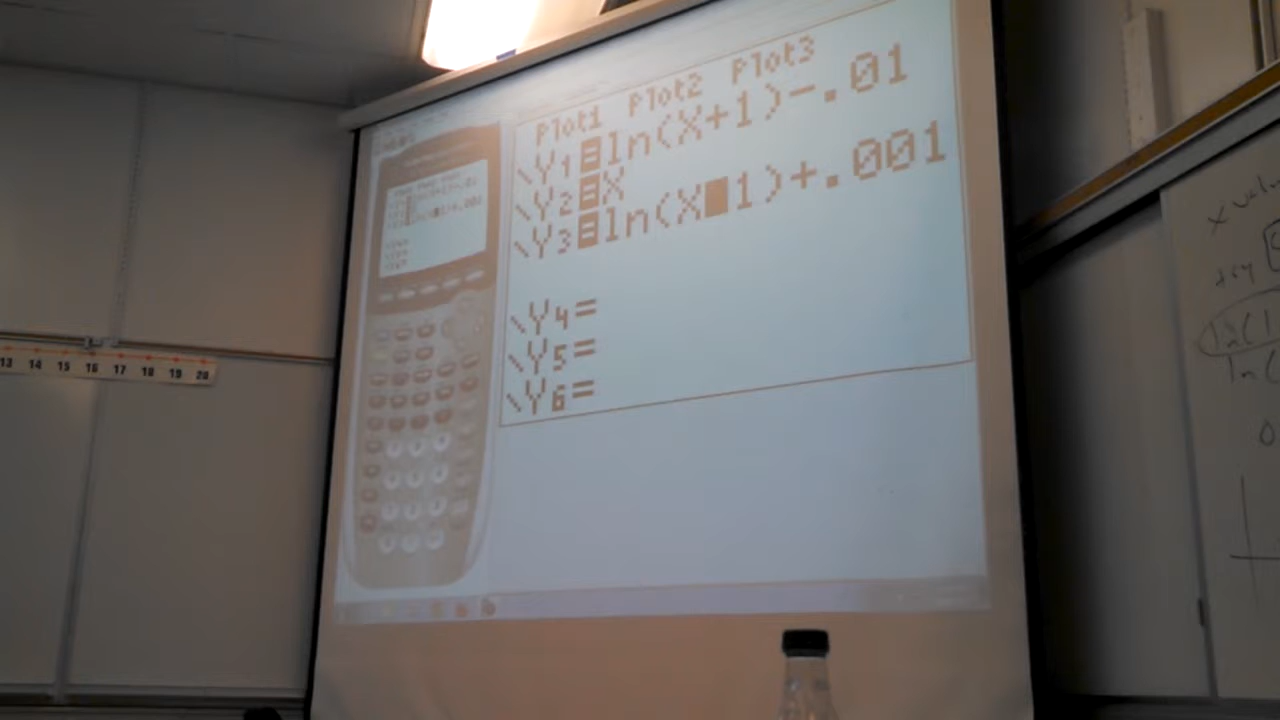 Plot1 Plot2 Plot3
\Y1=ln(X+1)-.01
\Y2=X
\Y3=ln(X■1)+.001
\Y4=
\Y5=
\Y6=
13 14 15 16 17 18 19 20